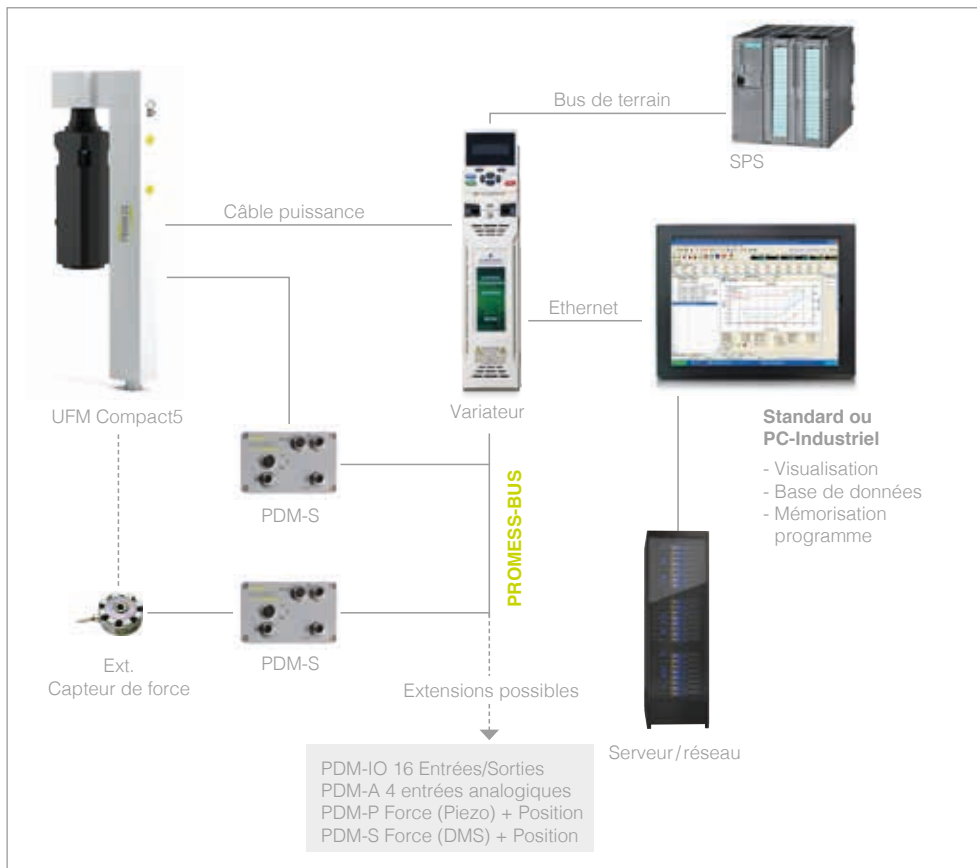 Bus de terrain
SPS
Câble puissance
Ethernet
UFM Compact5
Variateur
Standard ou
PC-Industriel
- Visualisation
- Base de données
- Mémorisation
programme
PDM-S
PROMESS-BUS
PDM-S
Ext.
Capteur de force
Extensions possibles
Serveur/réseau
PDM-IO 16 Entrées/Sorties
PDM-A 4 entrées analogiques
PDM-P Force (Piezo) + Position
PDM-S Force (DMS) + Position